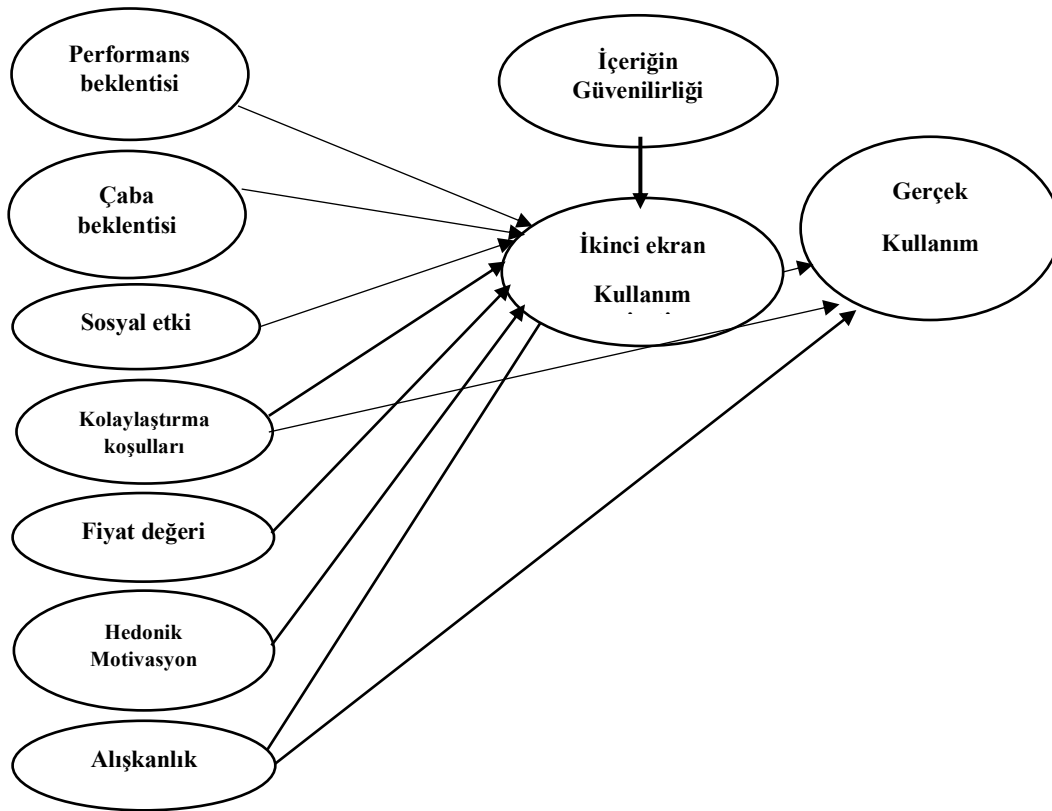 Performans
beklentisi
İçeriğin
Güvenilirliği
Çaba
beklentisi
Gerçek
Kullanım
İkinci ekran
Kullanım
Sosyal etki
Kolaylaştırma
koşulları
Fiyat değeri
Hedonik
Motivasyon
Alışkanlık